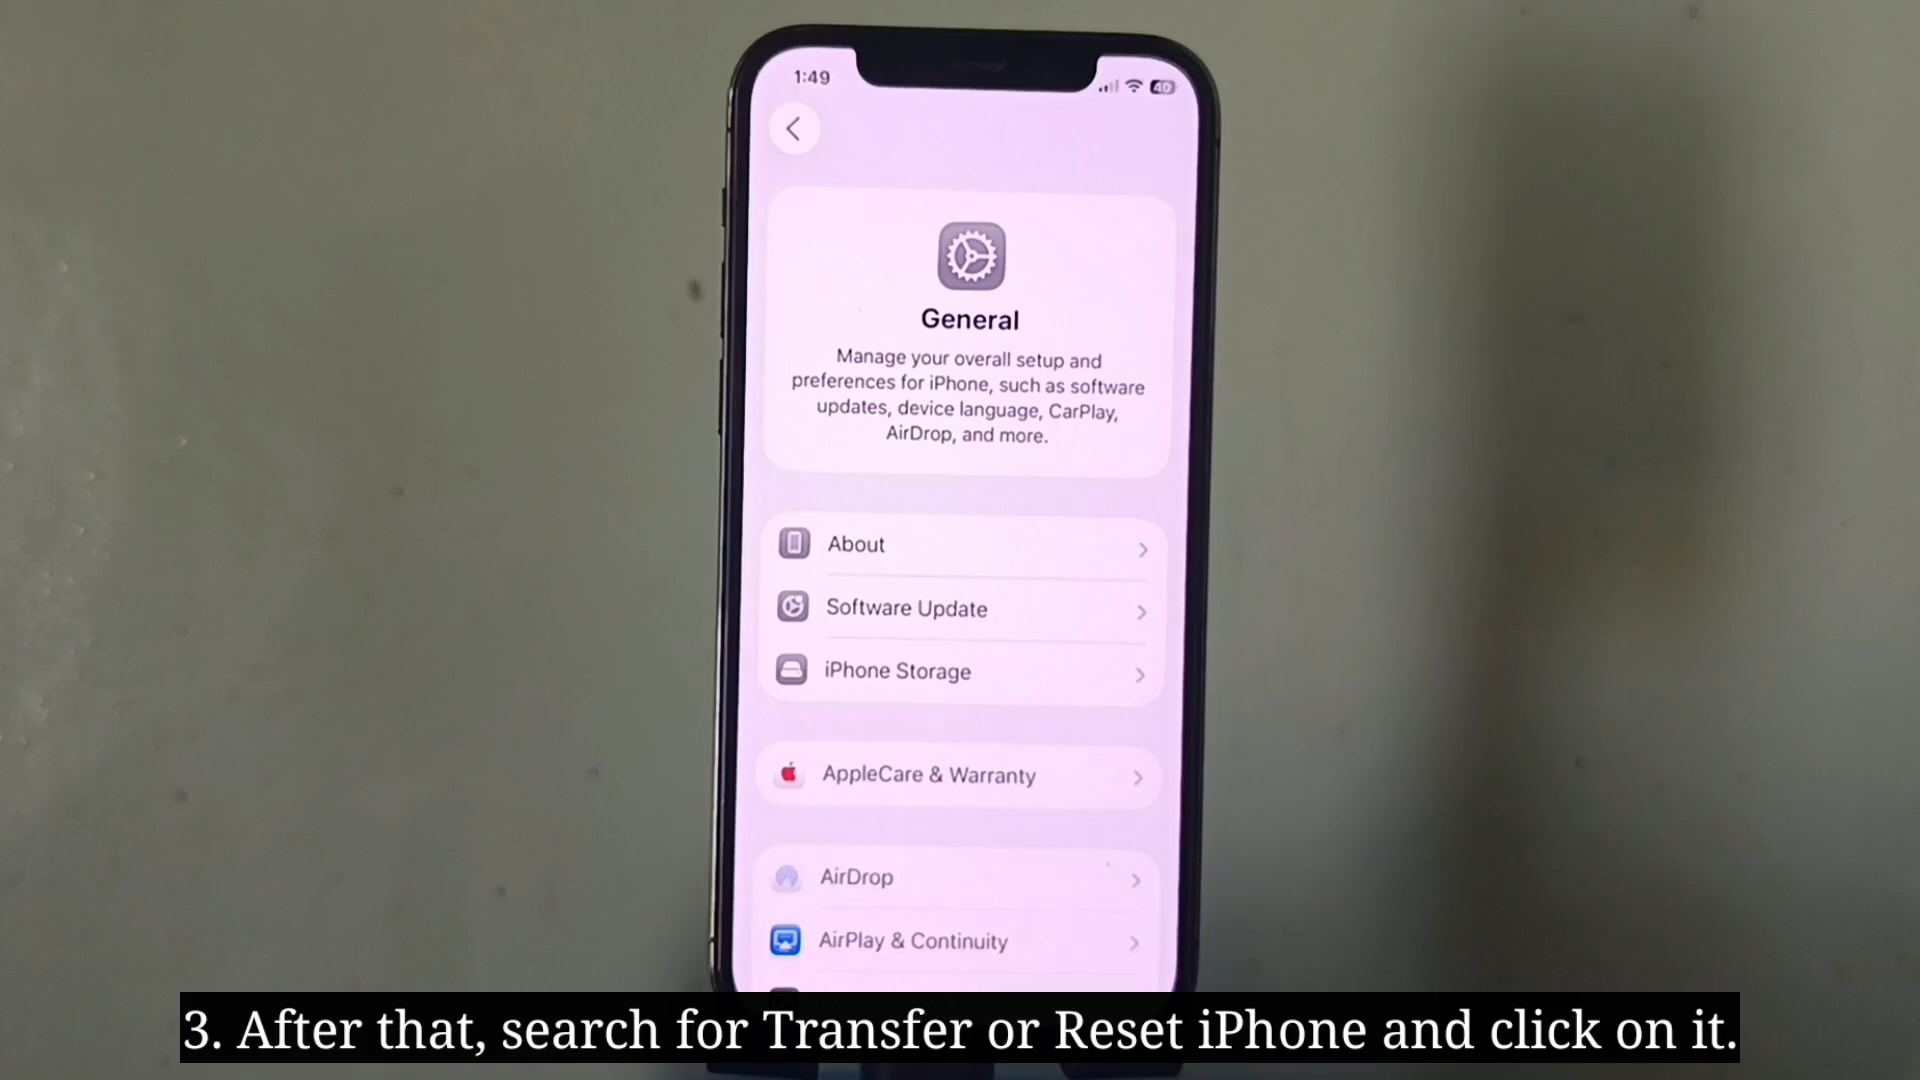 1:49
40
General
Manage your overall setup and
preferences for iPhone, such as software
updates, device language, CarPlay,
AirDrop, and more.
About
Software Update
iPhone Storage
AppleCare & Warranty
AirDrop
AirPlay & Continuity
3. After that, search for Transfer or Reset iPhone and click on it.